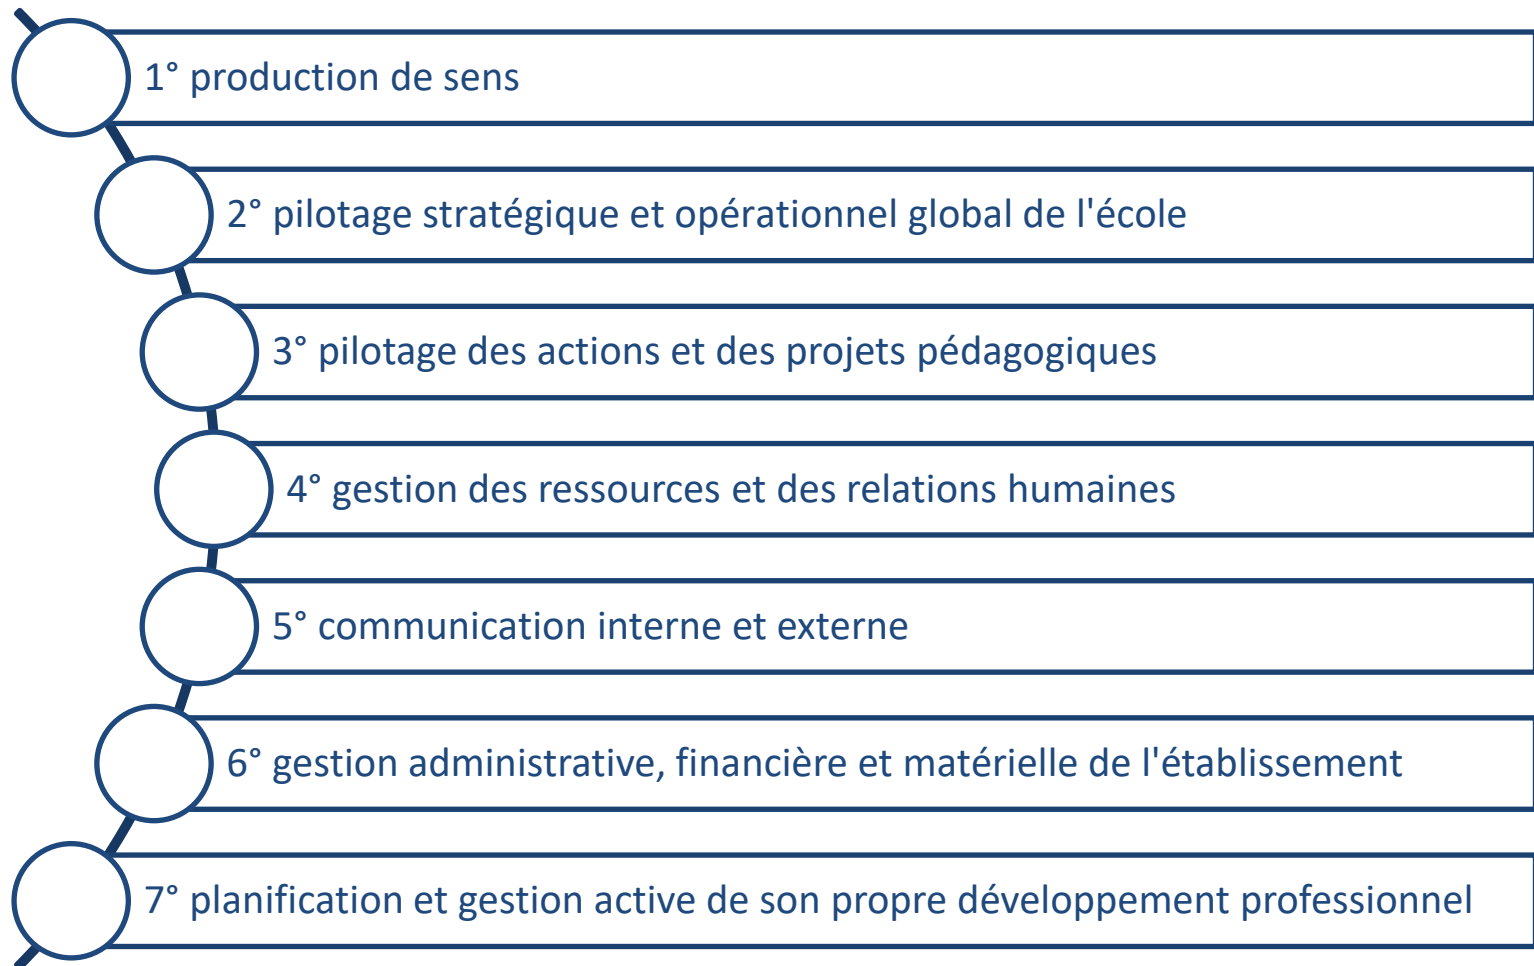 1° production de sens
2° pilotage stratégique et opérationnel global de l'école
3° pilotage des actions et des projets pédagogiques
4° gestion des ressources et des relations humaines
5° communication interne et externe
6° gestion administrative, financière et matérielle de l'établissement
7° planification et gestion active de son propre développement professionnel